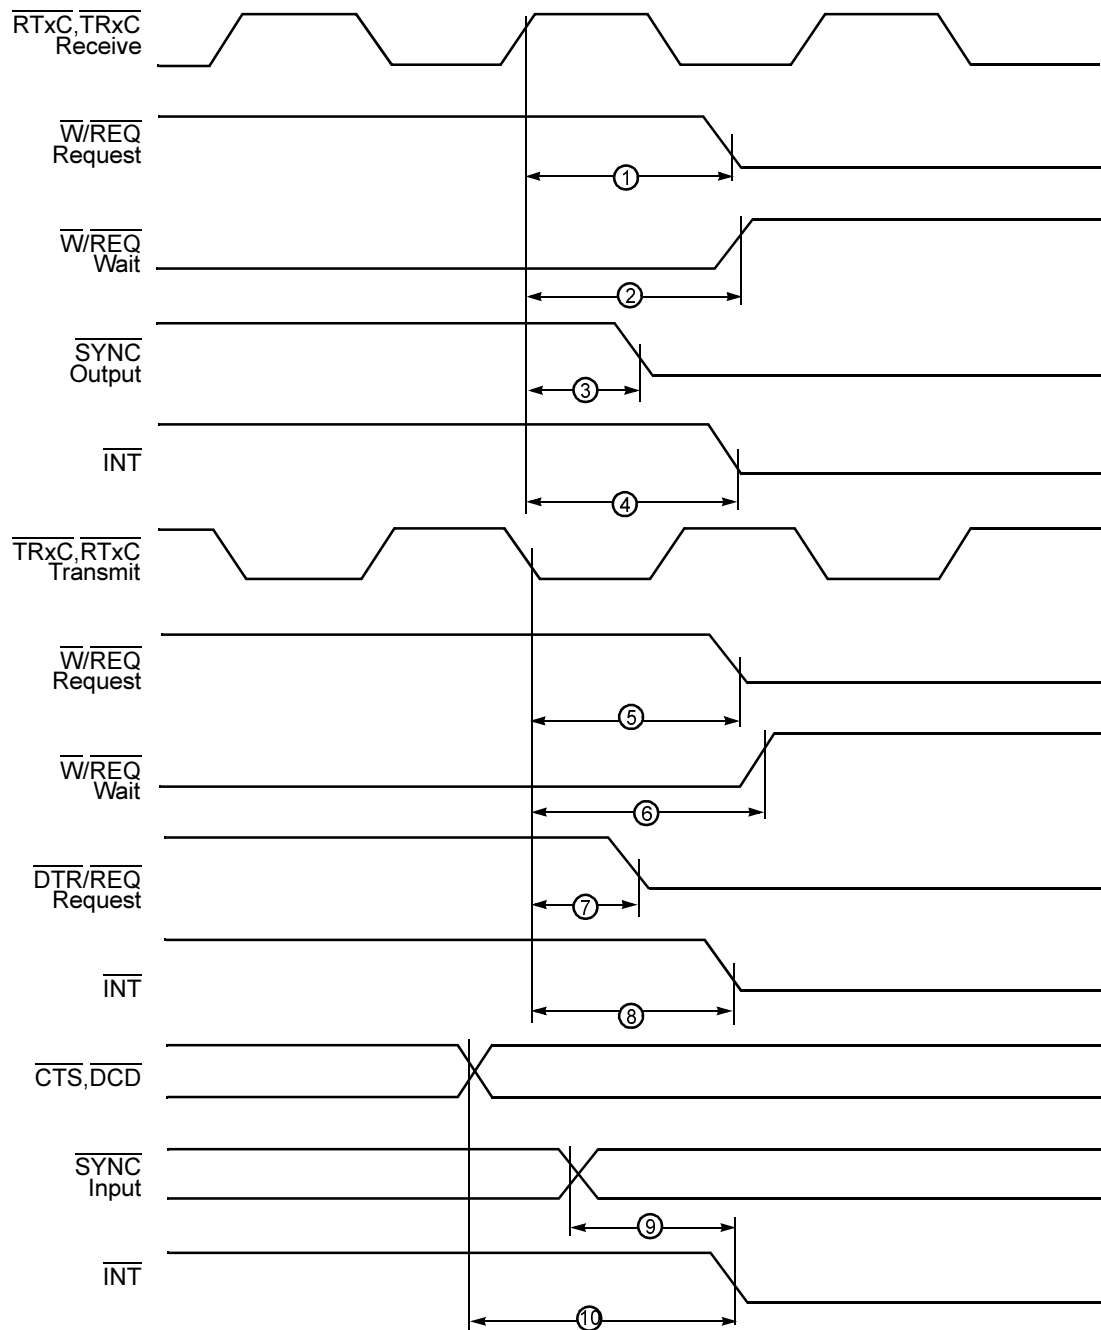 RTxC,TRxC
Receive
W/REQ
Request
1
W/REQ
Wait
2
SYNC
Output
3
INT
4
TRxC,RTxC
Transmit
W/REQ
Request
5
W/REQ
Wait
6
DTR/REQ
Request
7
INT
8
CTS,DCD
SYNC
Input
9
INT
10